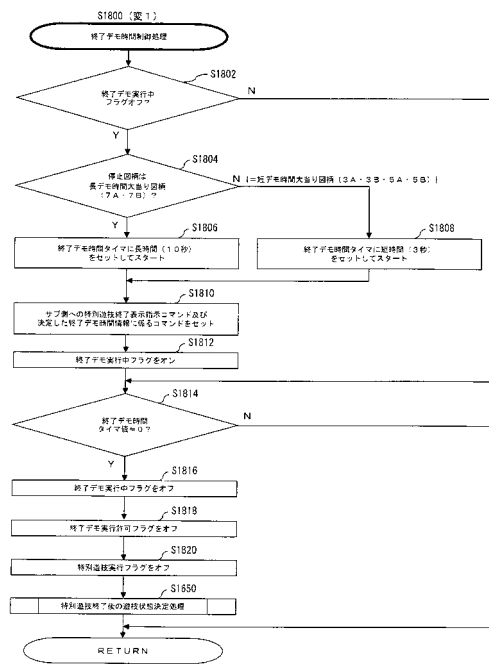 S1800 (変1)
終了デモ時間制御処理
S1802
終了デモ実行中
フラグオフ?
N
Y
S1804
停止図柄は
長デモ時間大当り図柄
(7A・7B)
?
N {=短デモ時間大当り図柄 (3A・3B・5A・5B) }
Y
S1806
終了デモ時間タイマに長時間 (10秒)
をセットしてスタート
S1808
終了デモ時間タイマに短時間 (3秒)
をセットしてスタート
S1810
サブ側への特別遊技終了表示指示コマンド及び
決定した終了デモ時間情報に係るコマンドをセット
S1812
終了デモ実行中フラグをオン
S1814
終了デモ時間
タイマ値=0?
N
Y
S1816
終了デモ実行中フラグをオフ
S1818
終了デモ実行許可フラグをオフ
S1820
特別遊技実行フラグをオフ
S1650
特別遊技終了後の遊技状態決定処理
RETURN